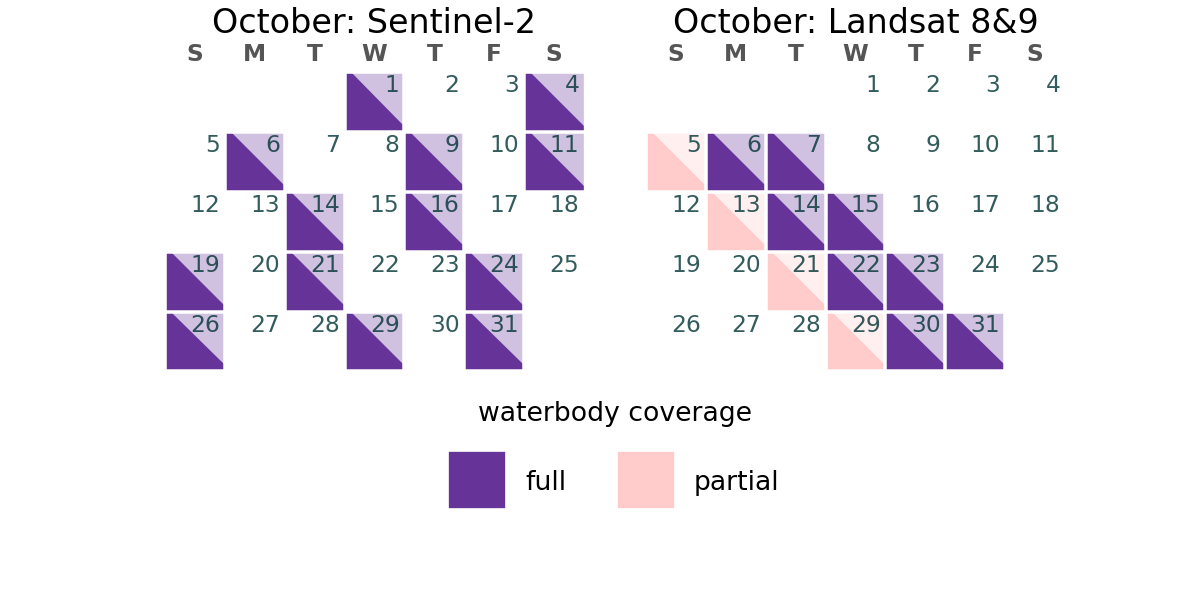 October: Sentinel-2
S M T W T F S
1 2 3 4
5 6 7 8 9 10 11
12 13 14 15 16 17 18
19 20 21 22 23 24 25
26 27 28 29 30 31
October: Landsat 8&9
S M T W T F S
1 2 3 4
5 6 7 8 9 10 11
12 13 14 15 16 17 18
19 20 21 22 23 24 25
26 27 28 29 30 31
waterbody coverage
full partial